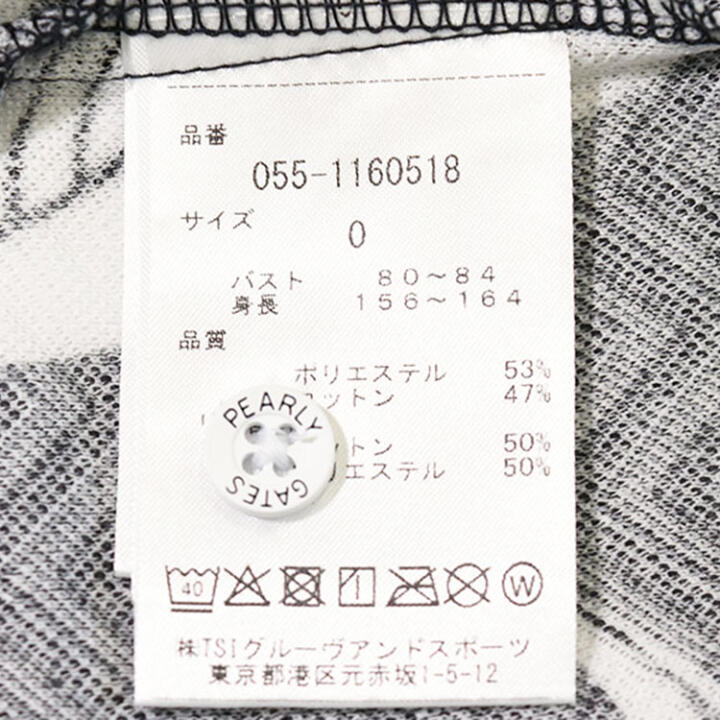 品番
055-1160518
サイズ
0
バスト 80～84
身長 156～164
品質
ポリエステル 53%
コットン 47%
PEARLY
GATES
50%
エステル 50%
40
W
㈱TSIグルーヴアンドスポーツ
東京都港区元赤坂1-5-12